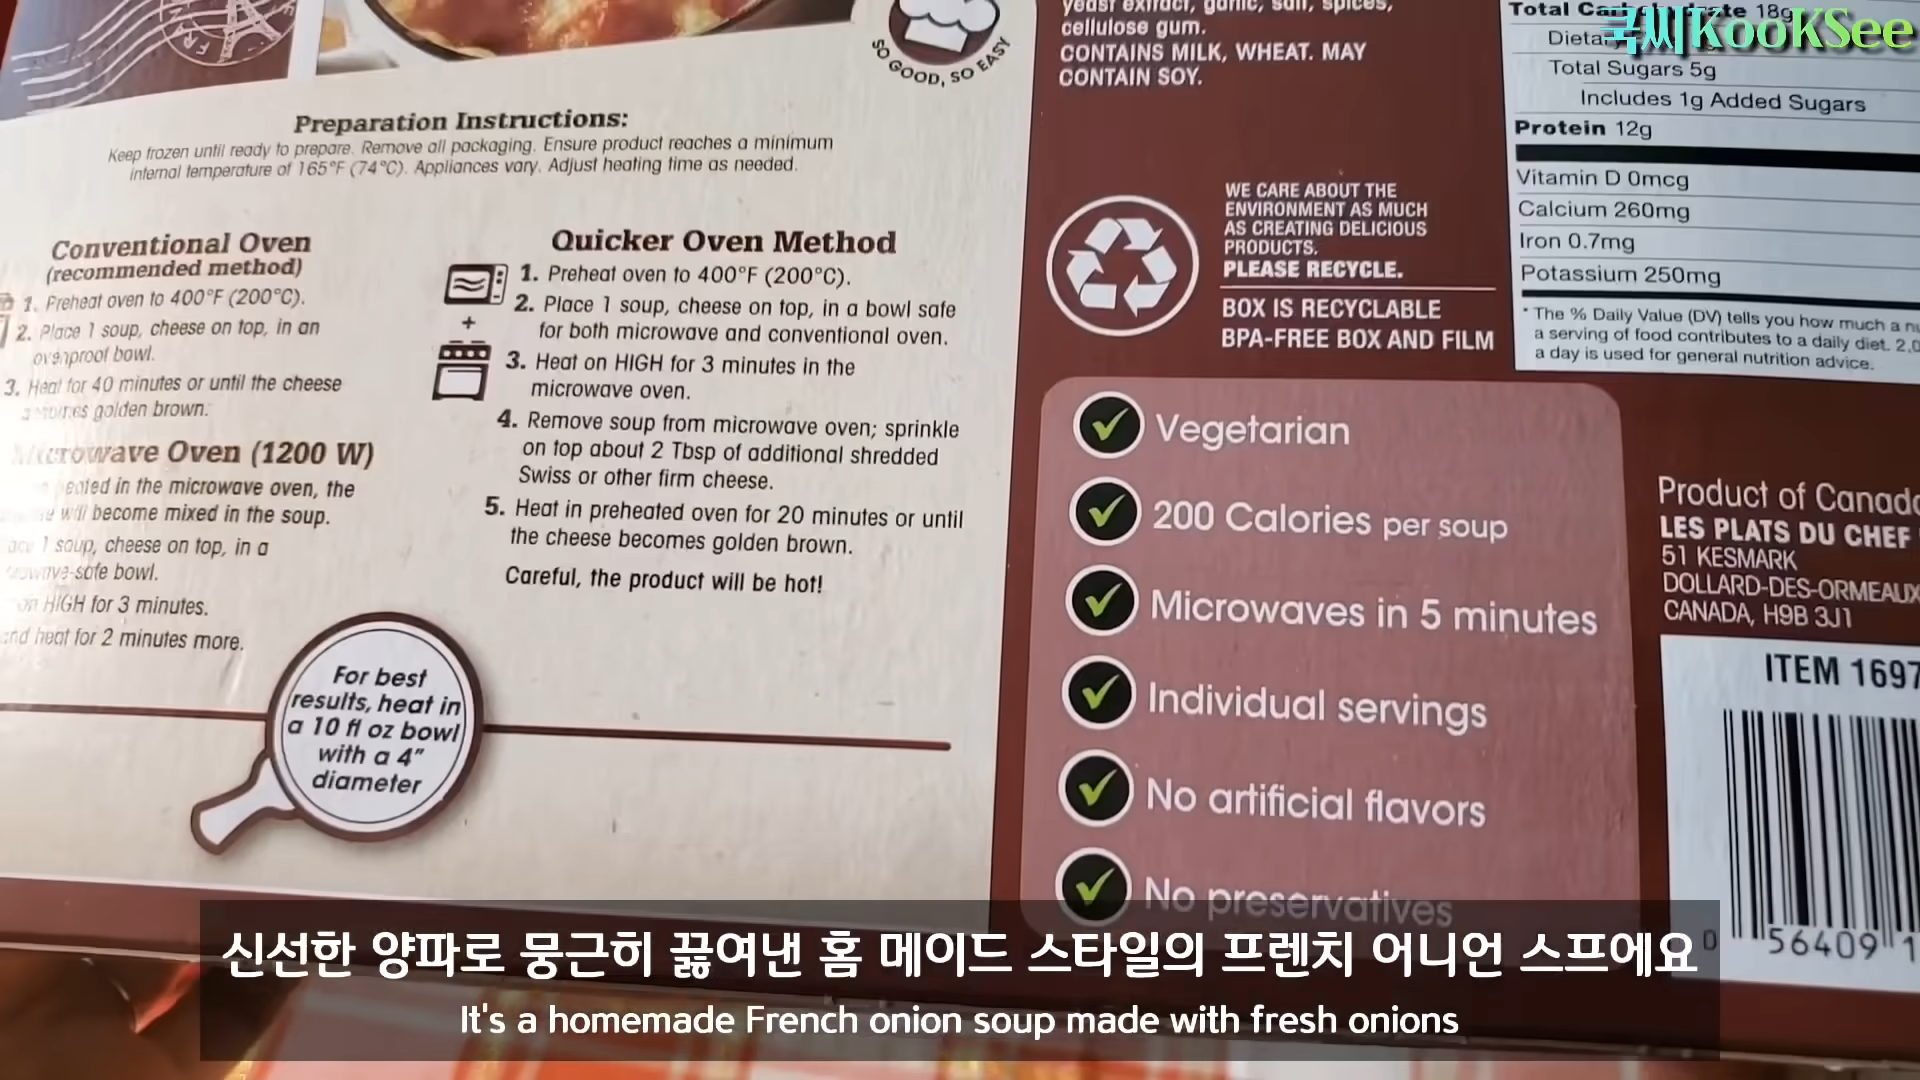 SO GOOD, SO EASY
Preparation Instructions:
Keep frozen until ready to prepare. Remove all packaging. Ensure product reaches a minimum
internal temperature of 165°F (74°C). Appliances vary. Adjust heating time as needed.
Conventional Oven
(recommended method)
1. Preheat oven to 400°F (200°C).
2. Place 1 soup, cheese on top, in an
ovenproof bowl.
3. Heat for 40 minutes or until the cheese
becomes golden brown.
Microwave Oven (1200 W)
heated in the microwave oven, the
will become mixed in the soup.
1 soup, cheese on top, in a
microwave-safe bowl.
on HIGH for 3 minutes.
and heat for 2 minutes more.
For best
results, heat in
a 10 fl oz bowl
with a 4"
diameter
Quicker Oven Method
1. Preheat oven to 400°F (200°C).
2. Place 1 soup, cheese on top, in a bowl safe
for both microwave and conventional oven.
+
3. Heat on HIGH for 3 minutes in the
microwave oven.
4. Remove soup from microwave oven; sprinkle
on top about 2 Tbsp of additional shredded
Swiss or other firm cheese.
5. Heat in preheated oven for 20 minutes or until
the cheese becomes golden brown.
Careful, the product will be hot!
yeast extract, garlic, salt, spices,
cellulose gum.
CONTAINS MILK, WHEAT. MAY
CONTAIN SOY.
WE CARE ABOUT THE
ENVIRONMENT AS MUCH
AS CREATING DELICIOUS
PRODUCTS.
PLEASE RECYCLE.
BOX IS RECYCLABLE
BPA-FREE BOX AND FILM
Vegetarian
200 Calories per soup
Microwaves in 5 minutes
Individual servings
No artificial flavors
No preservatives
Total Carbohydrate 18g
Total Sugars 5g
Includes 1g Added Sugars
Protein 12g
Vitamin D 0mcg
Calcium 260mg
Iron 0.7mg
Potassium 250mg
* The % Daily Value (DV) tells you how much a
a serving of food contributes to a daily diet.
a day is used for general nutrition advice.
국씨KooKSee
Product of Canada
LES PLATS DU CHEF
51 KESMARK
DOLLARD-DES-ORMEAUX
CANADA, H9B 3J1
ITEM 1697
0 56409 1
신선한 양파로 뭉근히 끓여낸 홈 메이드 스타일의 프렌치 어니언 스프에요
It's a homemade French onion soup made with fresh onions